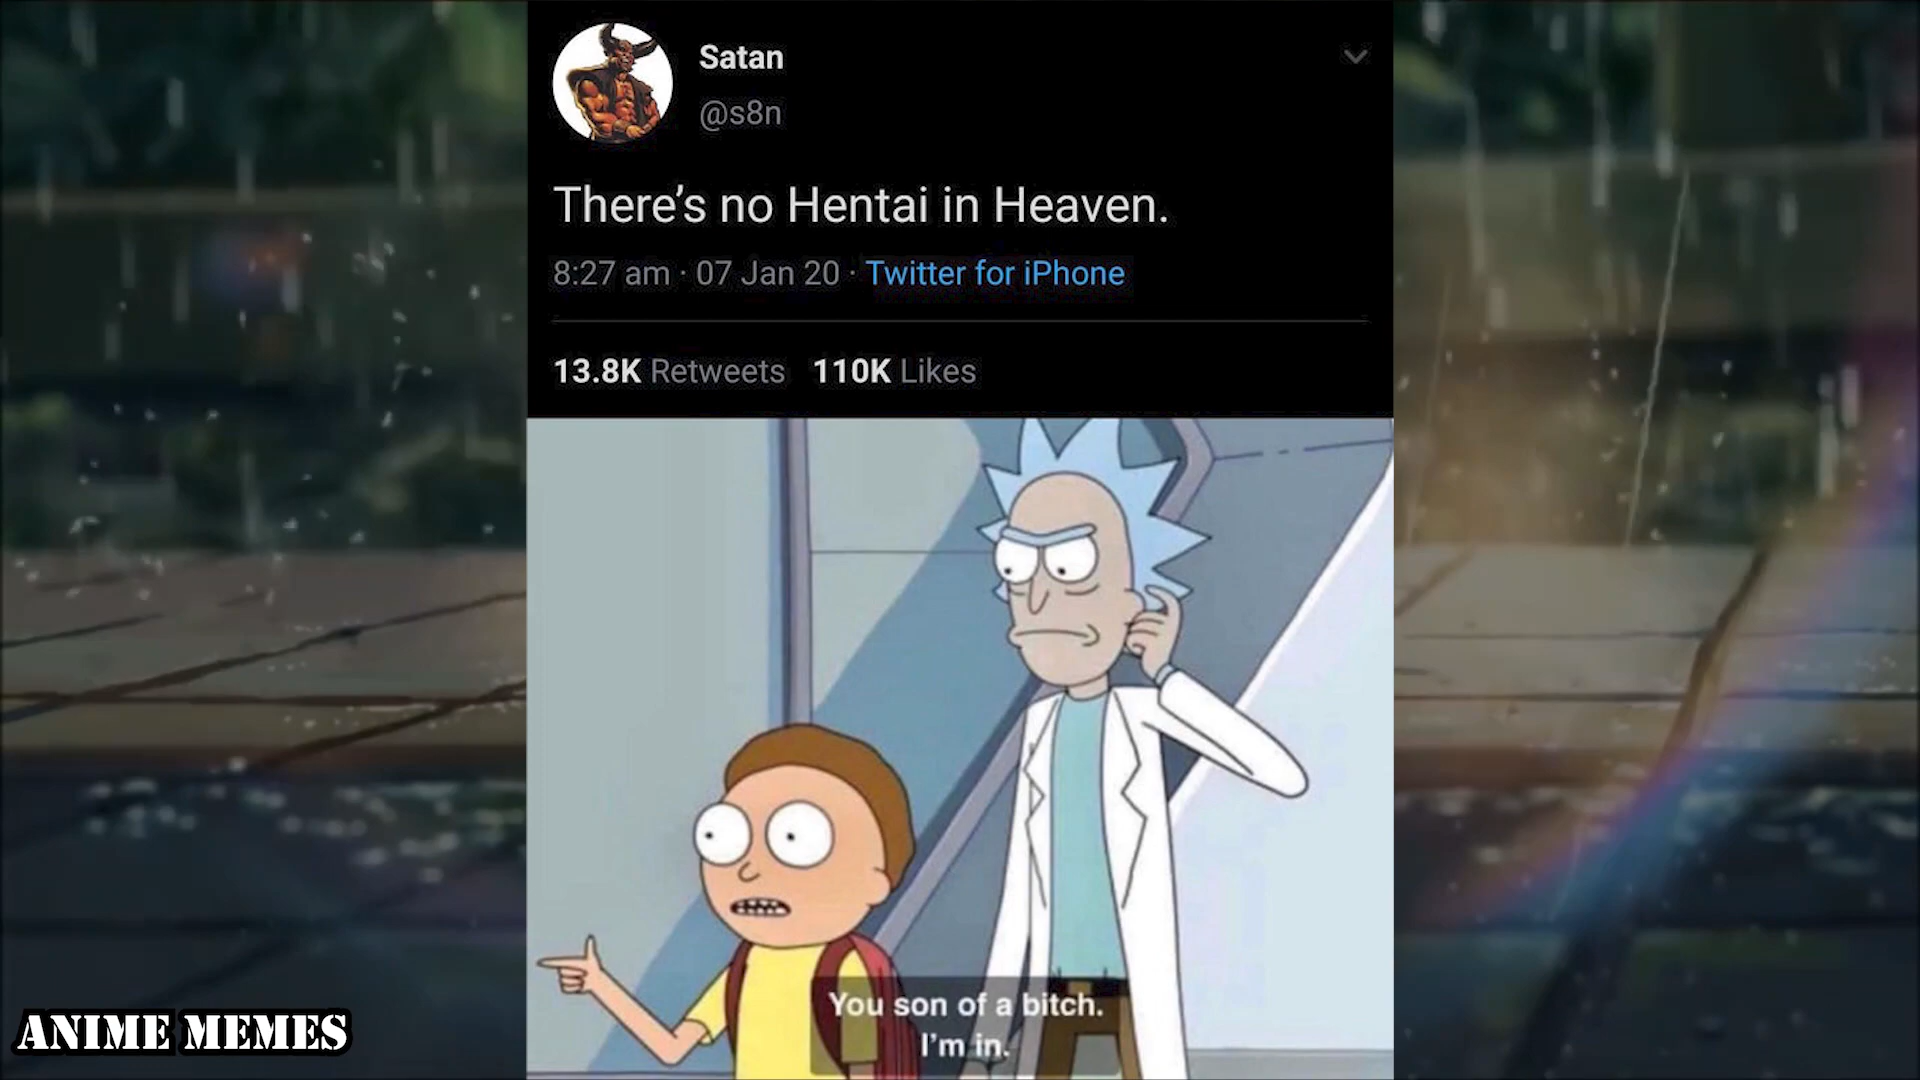 Satan
@s8n
There’s no Hentai in Heaven.
8:27 am · 07 Jan 20 · Twitter for iPhone
13.8K Retweets 110K Likes
You son of a bitch.
I'm in.
ANIME MEMES